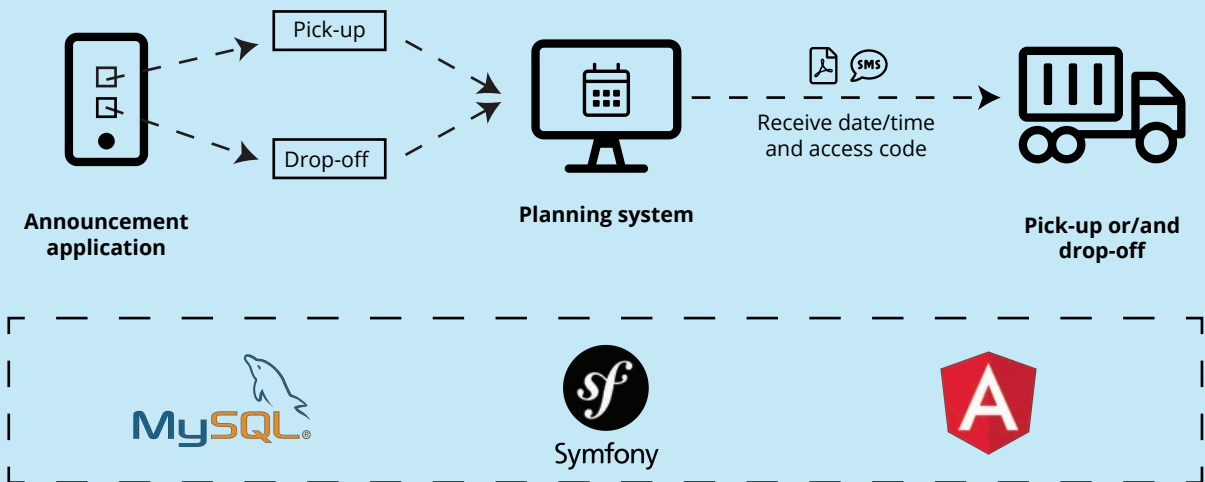 Pick-up
Drop-off
SMS
Receive date/time
and access code
Announcement
application
Planning system
Pick-up or/and
drop-off
MySQL®
sf
Symfony
A